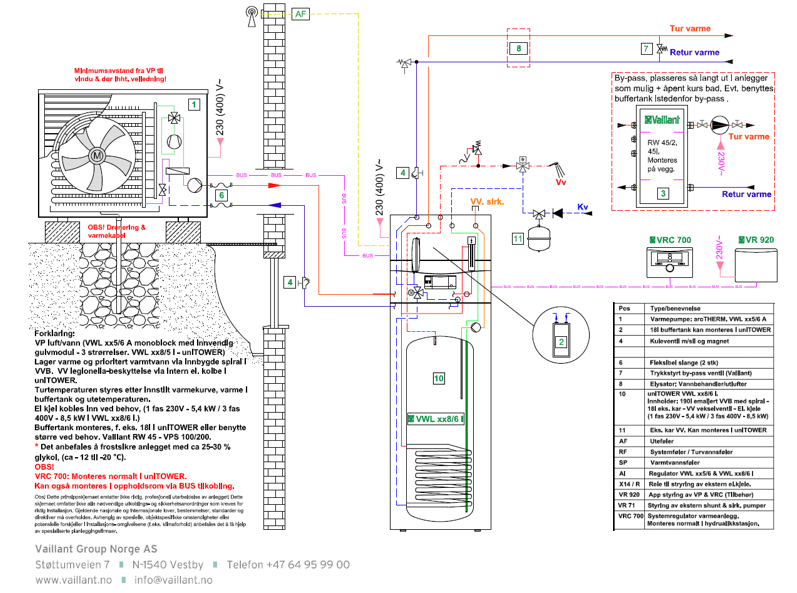 AF
Tur varme
8
7
Retur varme
Minimumsavstand fra VP til
vindu & dør ihht. veiledning!
1
230 (400) V~
M
BUS BUS BUS
6
OBS! Drenering &
varmekabel
4
BUS
BUS
BUS
230 (400) V~
4
VV. sirk.
Vv
Kv
11
By-pass, plasseres så langt ut i anlegger
som mulig + åpent kurs bad. Evt. benyttes
buffertank istedenfor by-pass .
Vaillant
RW 45/2,
45l,
Monteres
på vegg.
3
Tur varme
230V~
Retur varme
VRC 700
8
230V~
VR 920
BUS BUS BUS BUS BUS BUS BUS BUS
2
10
VWL xx8/6 I
Forklaring:
VP luft/vann (VWL xx5/6 A monoblock med innvendig
gulvmodul - 3 strørrelser. VWL xx8/5 I - uniTOWER)
Lager varme og prioritert varmtvann via innbygde spiral i
VVB. VV legionella-beskyttelse via intern el. kolbe i
uniTOWER.
Turtemperaturen styres etter innstilt varmekurve, varme i
buffertank og utetemperaturen.
El kjel kobles inn ved behov, (1 fas 230V - 5,4 kW / 3 fas
400V - 8,5 kW i VWL xx8/6 I.)
Buffertank monteres, f. eks. 18l i uniTOWER eller benytte
større ved behov. Vaillant RW 45 - VPS 100/200.
* Det anbefales å frostsikre anlegget med ca 25-30 %
glykol, (ca - 12 til -20 °C).
OBS!
VRC 700: Monteres normalt i uniTOWER.
Kan også monteres i oppholdsrom via BUS tilkobling.
Obs! Dette prinsippskjemaet omfatter ikke riktig, profesjonell utarbeidelse av anlegget! Dette
skjemaet omfatter ikke alle nødvendige utkoblings- og sikkerhetsanordninger som kreves for
riktig installasjon. Gjeldende nasjonale og internasjonale lover, bestemmelser, standarder og
direktiver må overholdes. Avhengig av spesielle, objektspesifikke omstendigheter eller
potensielle forskjeller i installasjons-omgivelsene (f.eks. klimaforhold) anbefales det å få hjelp
av spesialiserte planleggingsfirmaer.
Pos Type/benevnelse
1 Varmepumpe; aroTHERM, VWL xx5/6 A
2 18l buffertank kan monteres i uniTOWER
4 Kuleventil m/sil og magnet
6 Fleksibel slange (2 stk)
7 Trykkstyrt by-pass ventil (Vaillant)
8 Elysator; Vannbehandler/utlufter
10 uniTOWER VWL xx8/6 I.
Innholder; 190l emaljert VVB med spiral -
18l eks. kar - VV vekselventil - El. kjele
(1 fas 230V - 5,4 kW / 3 fas 400V - 8,5 kW)
11 Eks. kar VV. Kan monteres i uniTOWER
AF Uteføler
RF Systemføler / Turvannsføler
SP Varmtvannsføler
AI Regulator VWL xx5/6 & VWL xx8/6 I
X14 / R Rele til stryring av ekstern el.kjele.
VR 920 App styring av VP & VRC (Tilbehør)
VR 71 Styring av ekstern shunt & sirk. pumper
VRC 700 Systemregulator varmeanlegg.
Monteres normalt i hydraulikkstasjon.
Vaillant Group Norge AS
Støttumveien 7 N-1540 Vestby Telefon +47 64 95 99 00
www.vaillant.no info@vaillant.no